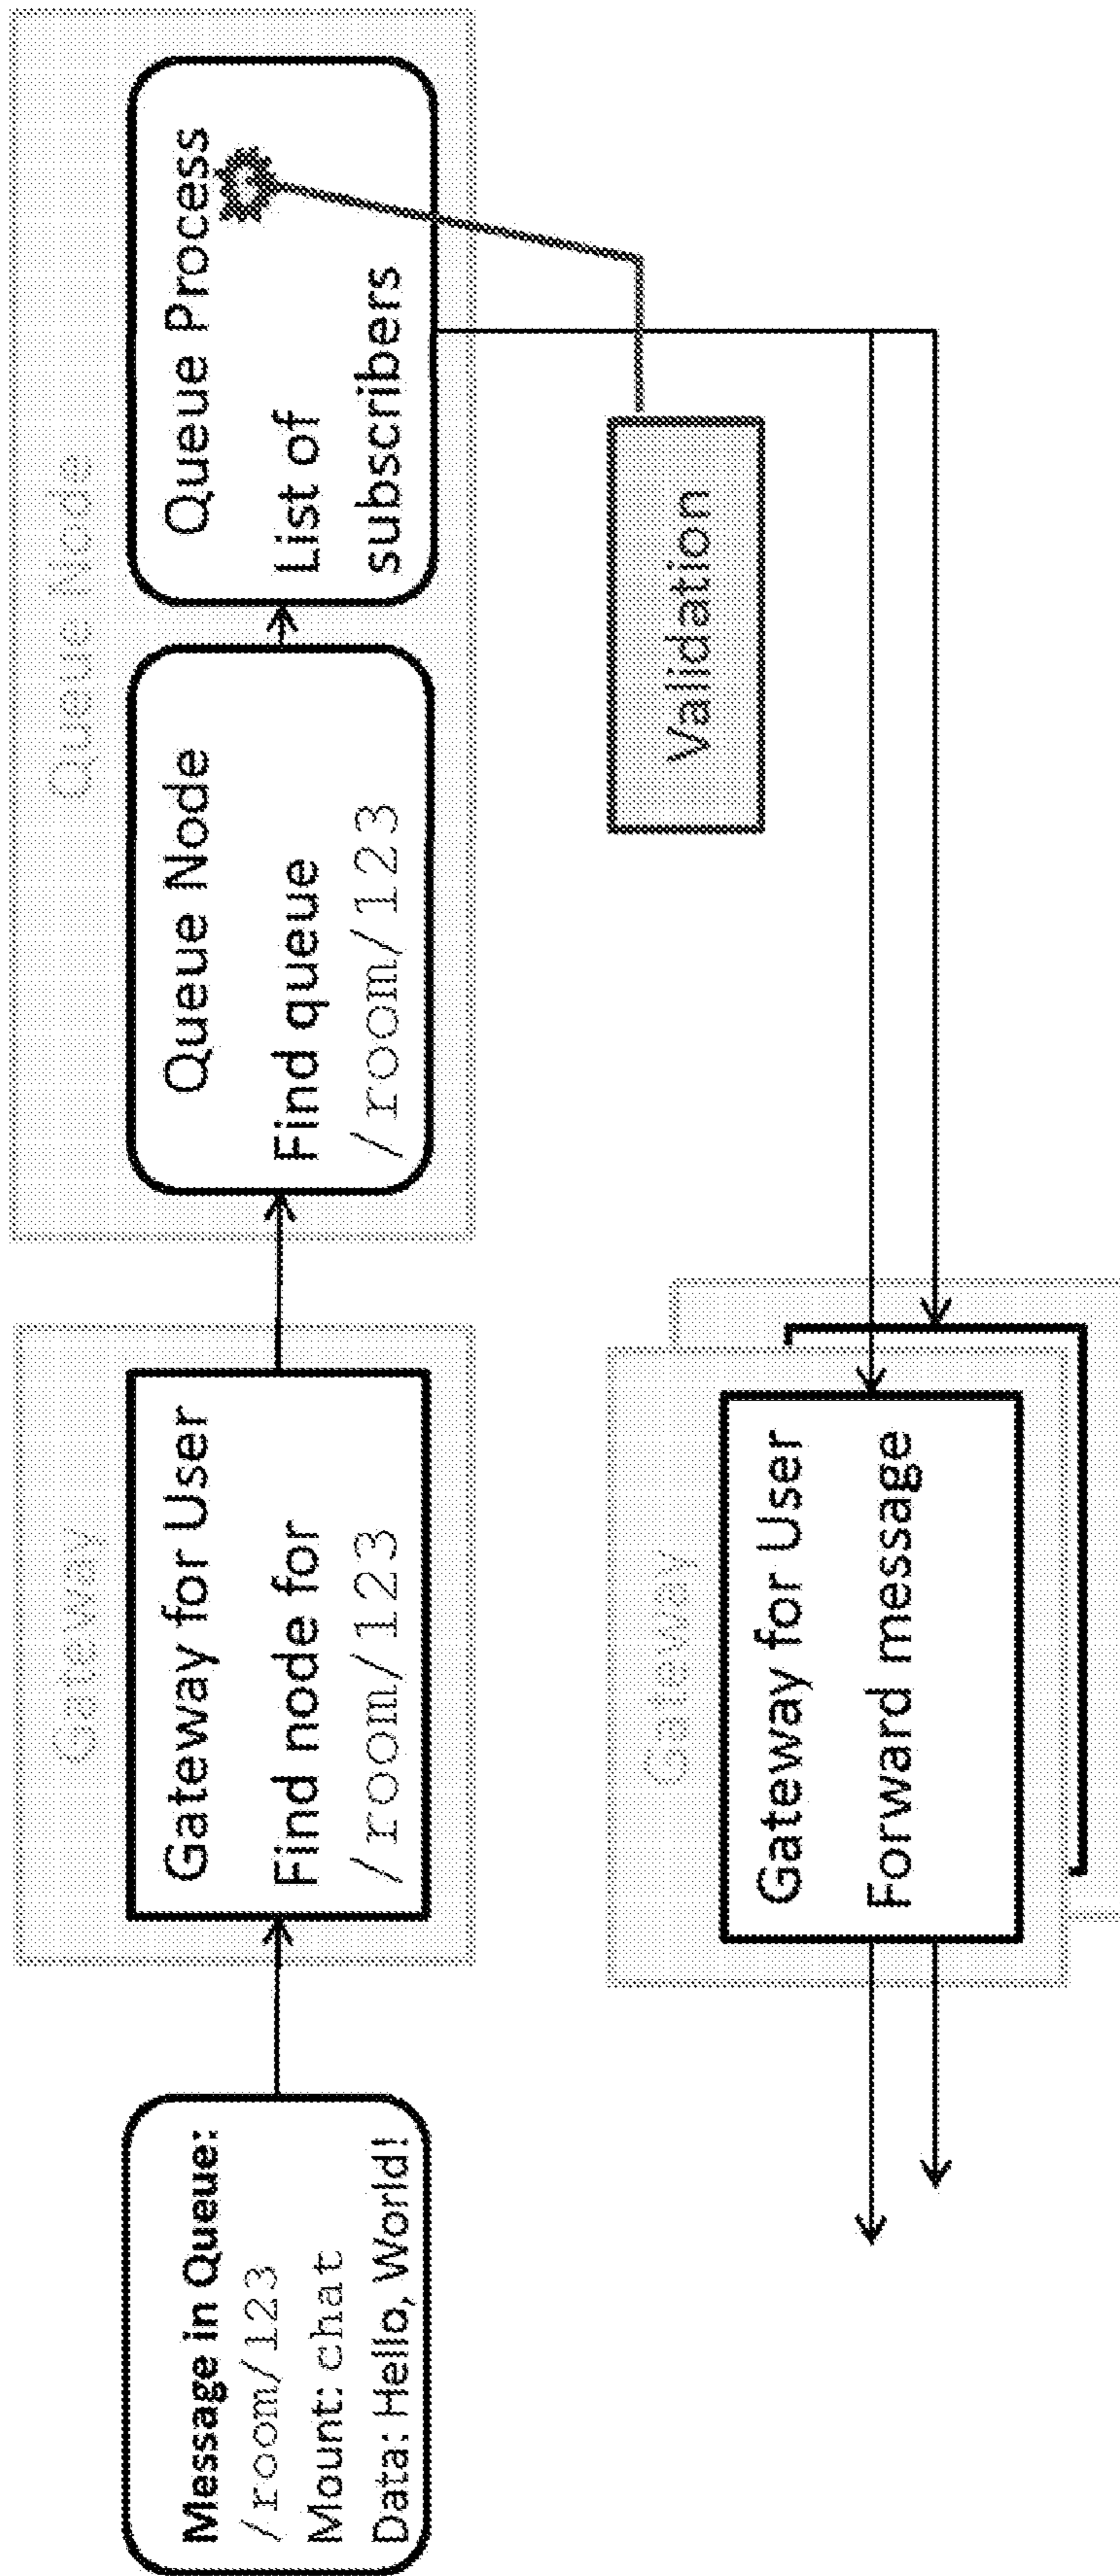 Message in Queue:
/room/123
Mount: chat
Data: Hello, World!
Gateway
Gateway for User
Find node for
/room/123
Queue Node
Queue Node
Find queue
/room/123
Queue Process
List of
subscribers
Validation
Gateway
Gateway for User
Forward message